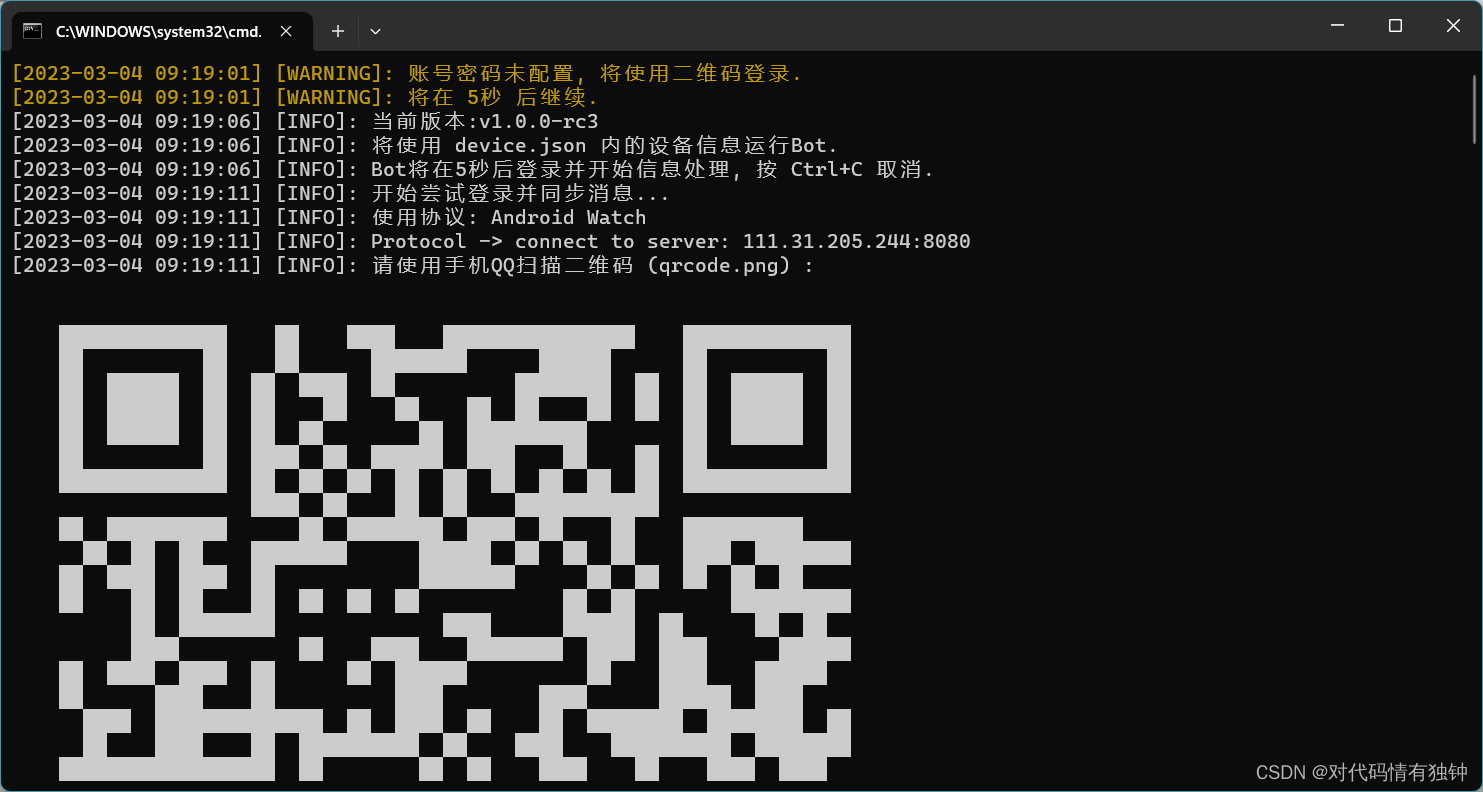 C:\WINDOWS\system32\cmd.
[2023-03-04 09:19:01] [WARNING]: 账号密码未配置, 将使用二维码登录.
[2023-03-04 09:19:01] [WARNING]: 将在 5秒 后继续.
[2023-03-04 09:19:06] [INFO]: 当前版本:v1.0.0-rc3
[2023-03-04 09:19:06] [INFO]: 将使用 device.json 内的设备信息运行Bot.
[2023-03-04 09:19:06] [INFO]: Bot将在5秒后登录并开始信息处理, 按 Ctrl+C 取消.
[2023-03-04 09:19:11] [INFO]: 开始尝试登录并同步消息...
[2023-03-04 09:19:11] [INFO]: 使用协议: Android Watch
[2023-03-04 09:19:11] [INFO]: Protocol -> connect to server: 111.31.205.244:8080
[2023-03-04 09:19:11] [INFO]: 请使用手机QQ扫描二维码 (qrcode.png) :
CSDN @对代码情有独钟